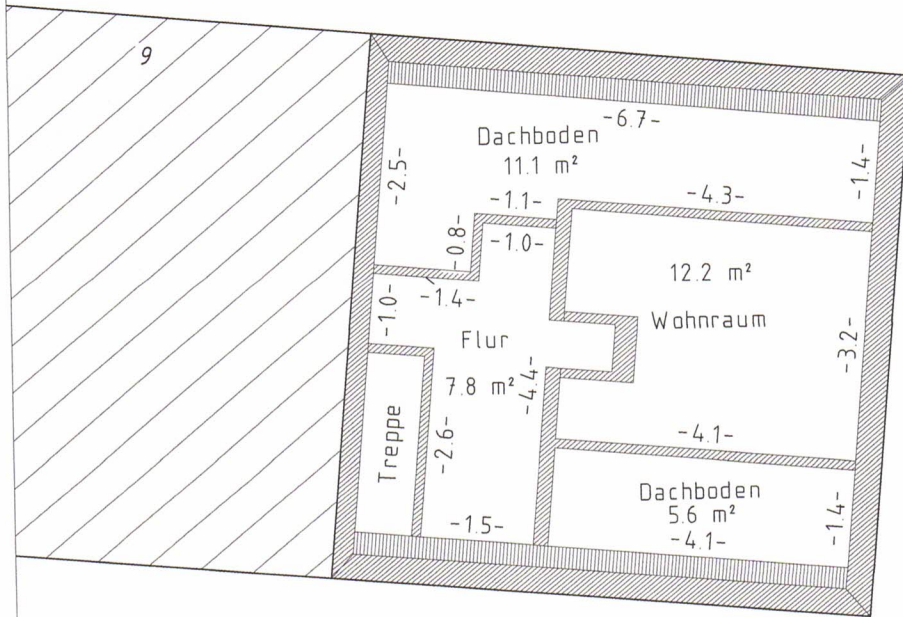 9
-6.7-
Dachboden
11.1 m²
-2.5-
-1.4-
-1.1-
-4.3-
-0.8-
-1.0-
12.2 m²
-1.4-
-1.0-
Wohnraum
Flur
-3.2-
7.8 m²
-4.4-
Treppe
-2.6-
-4.1-
Dachboden
5.6 m²
-4.1-
-1.4-
-1.5-